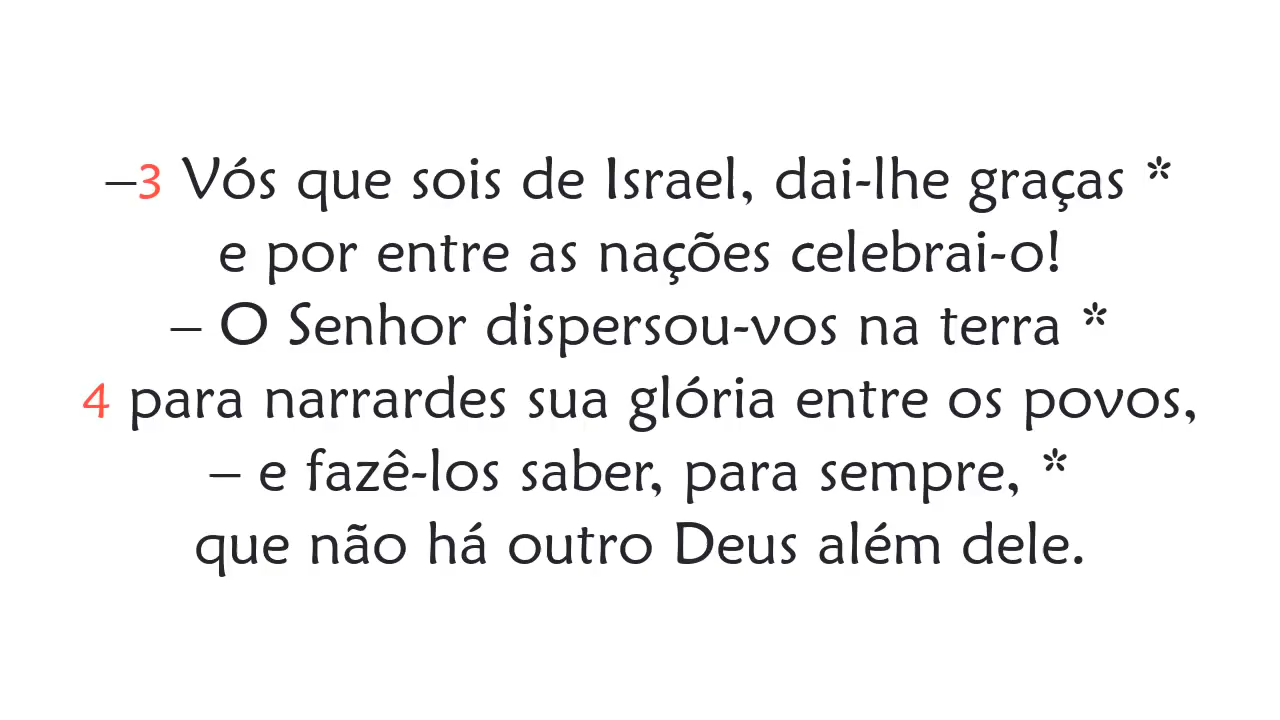 –3 Vós que sois de Israel, dai-lhe graças *
e por entre as nações celebrai-o!
– O Senhor dispersou-vos na terra *
4 para narrardes sua glória entre os povos,
– e fazê-los saber, para sempre, *
que não há outro Deus além dele.